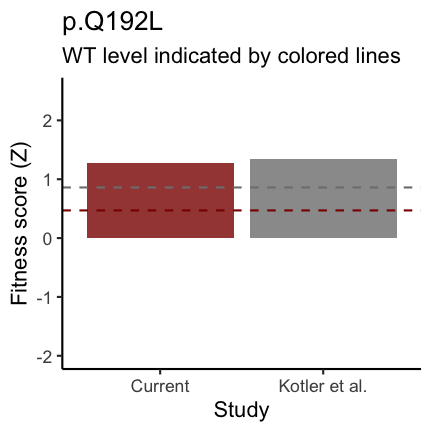 p.Q192L
WT level indicated by colored lines
Fitness score (Z)
2
1
0
-1
-2
Current
Kotler et al.
Study